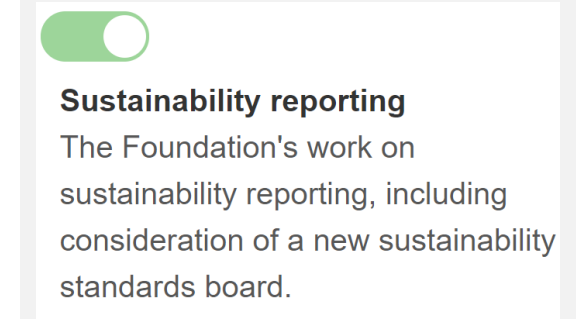 Sustainability reporting
The Foundation's work on
sustainability reporting, including
consideration of a new sustainability
standards board.